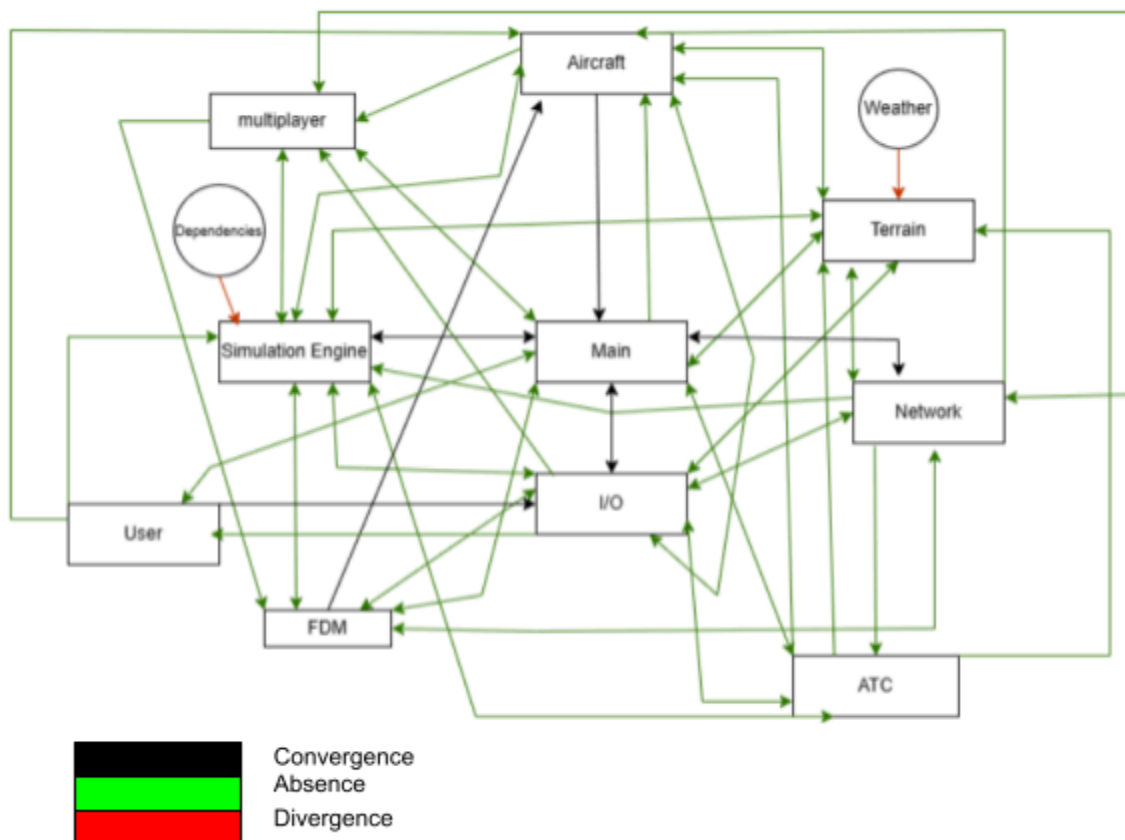 Aircraft
Weather
multiplayer
Dependencies
Terrain
Simulation Engine
Main
Network
I/O
User
FDM
ATC
Convergence
Absence
Divergence